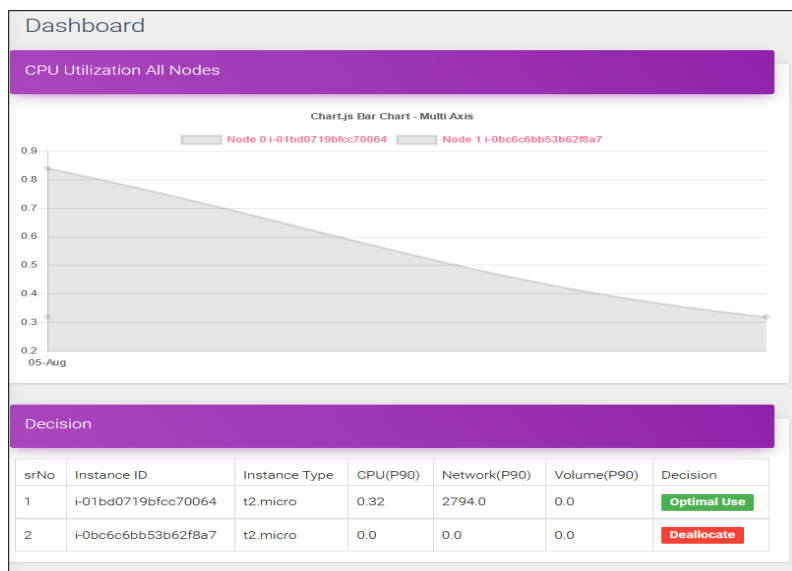 Dashboard
CPU Utilization All Nodes
Chart.js Bar Chart - Multi Axis
Node 0 i-01bd0719bfcc70064 Node 1 i-0bc6c6bb53b62f8a7
0.9
0.8
0.7
0.6
0.5
0.4
0.3
0.2
05-Aug
Decision
srNo Instance ID Instance Type CPU(P90) Network(P90) Volume(P90) Decision
1 i-01bd0719bfcc70064 t2.micro 0.32 2794.0 0.0 Optimal Use
2 i-0bc6c6bb53b62f8a7 t2.micro 0.0 0.0 0.0 Deallocate